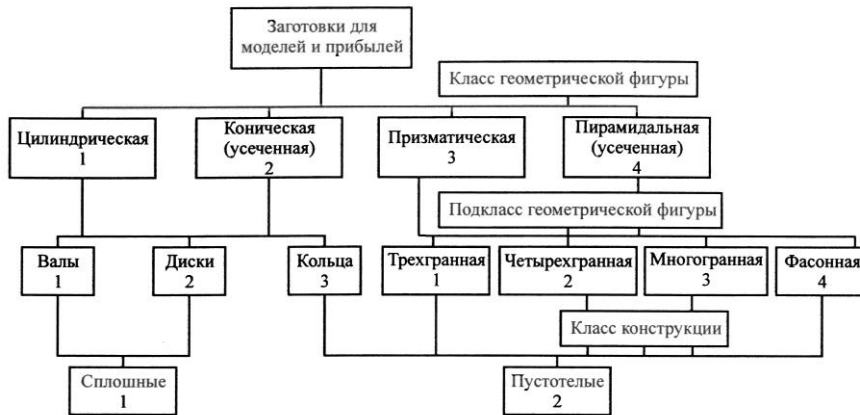 Заготовки для
моделей и прибылей
Класс геометрической фигуры
Цилиндрическая
1
Коническая
(усеченная)
2
Призматическая
3
Пирамидальная
(усеченная)
4
Подкласс геометрической фигуры
Валы
1
Диски
2
Кольца
3
Трехгранная
1
Четырехгранная
2
Многогранная
3
Фасонная
4
Класс конструкции
Сплошные
1
Пустотелые
2